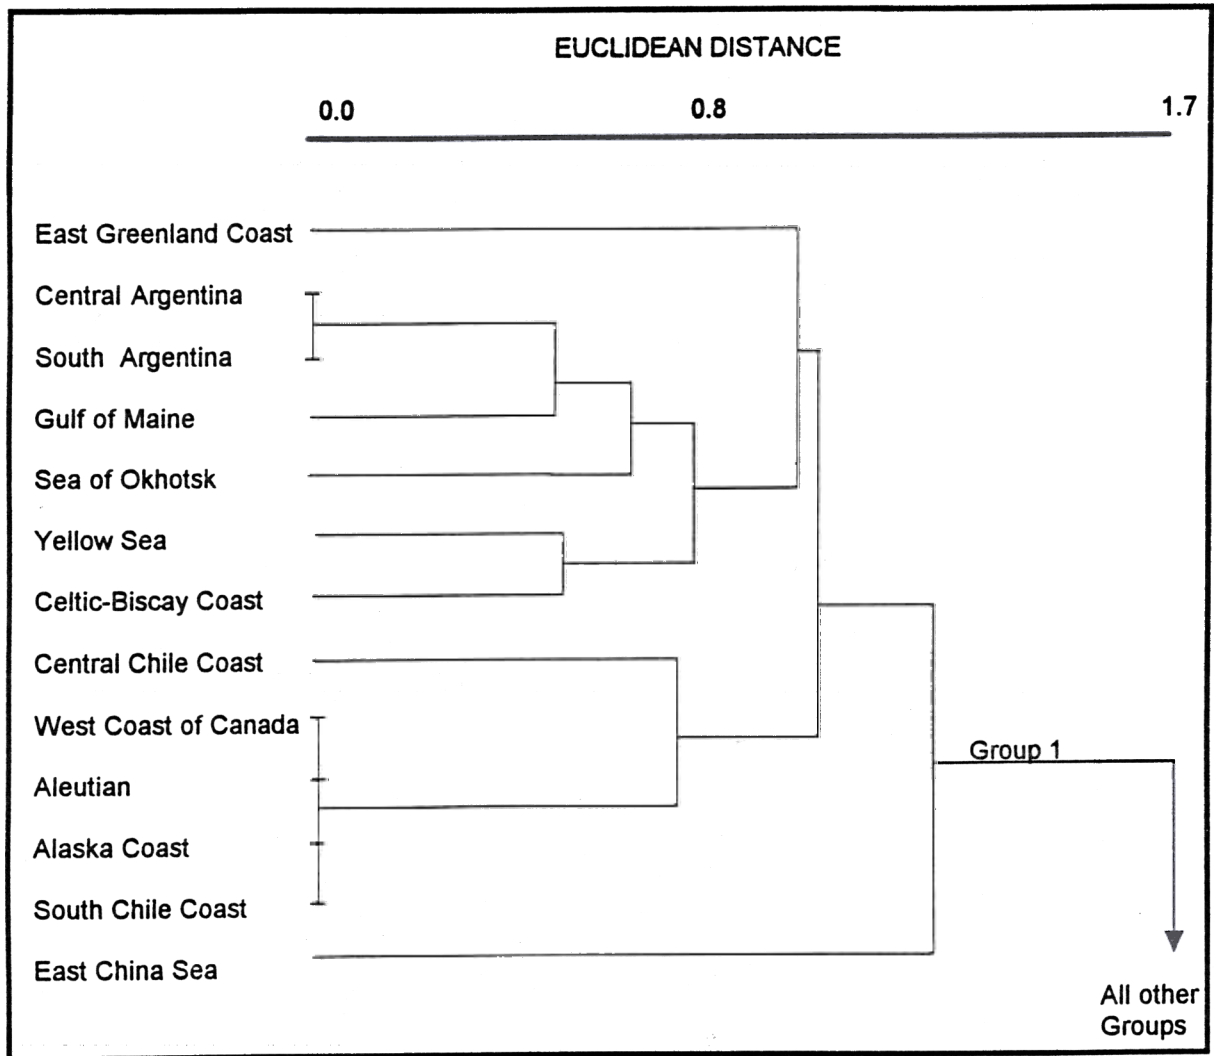 EUCLIDEAN DISTANCE
0.0 0.8 1.7
East Greenland Coast
Central Argentina
South Argentina
Gulf of Maine
Sea of Okhotsk
Yellow Sea
Celtic-Biscay Coast
Central Chile Coast
West Coast of Canada
Group 1
Aleutian
Alaska Coast
South Chile Coast
East China Sea
All other
Groups